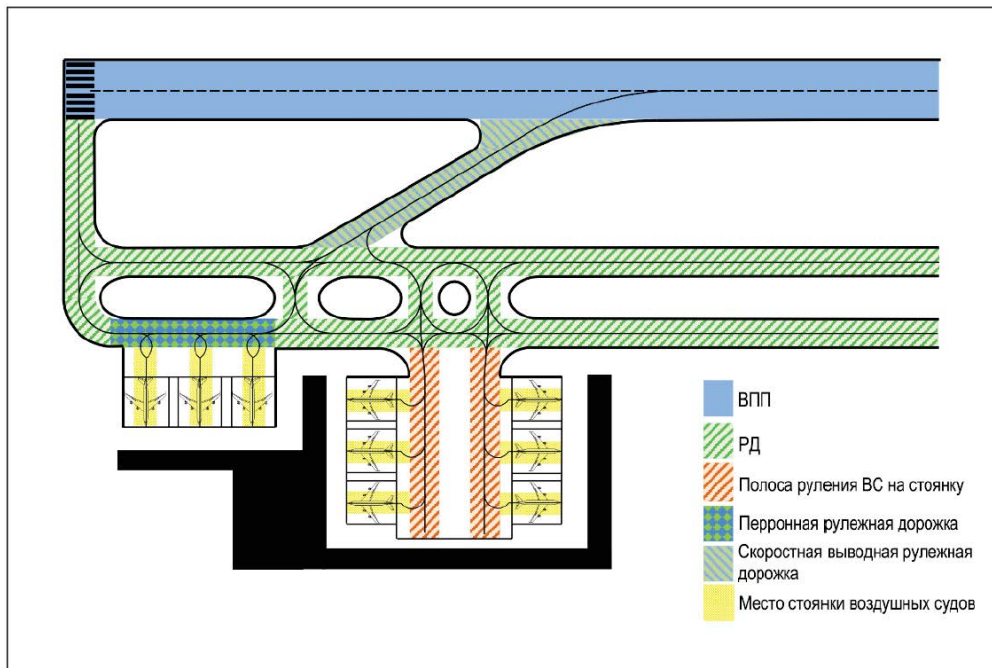 ВПП
РД
Полоса руления ВС на стоянку
Перронная рулежная дорожка
Скоростная выводная рулежная
дорожка
Место стоянки воздушных судов